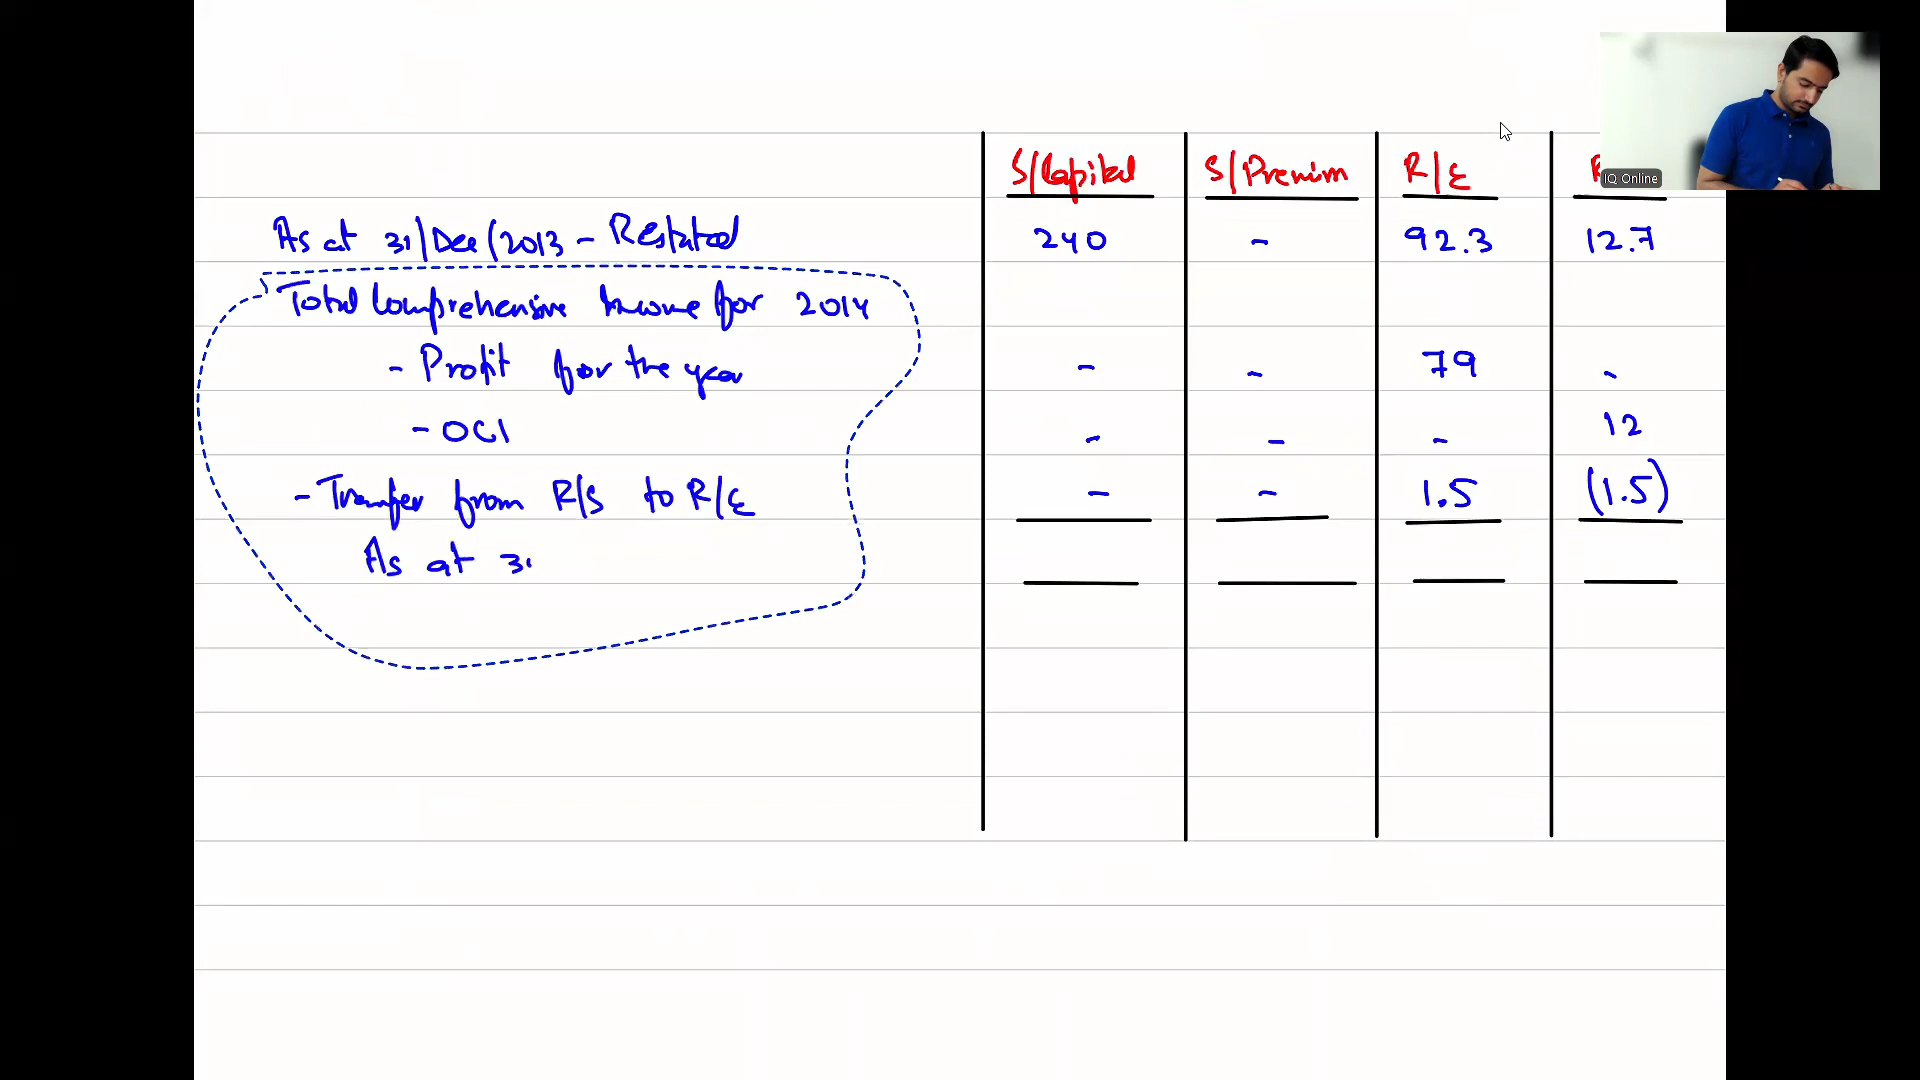 S/Capital S/Premium R/E R
IQ Online
As at 31/Dec/2013 - Restated 240 - 92.3 12.7
Total Comprehensive Income for 2014
- Profit for the year - - 79 -
- OCI - - - 12
- Transfer from R/S to R/E - - 1.5 (1.5)
As at 31